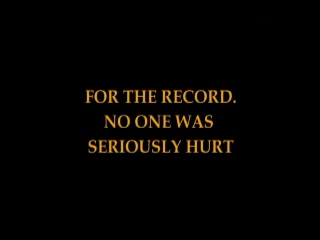 FOR THE RECORD.
NO ONE WAS
SERIOUSLY HURT